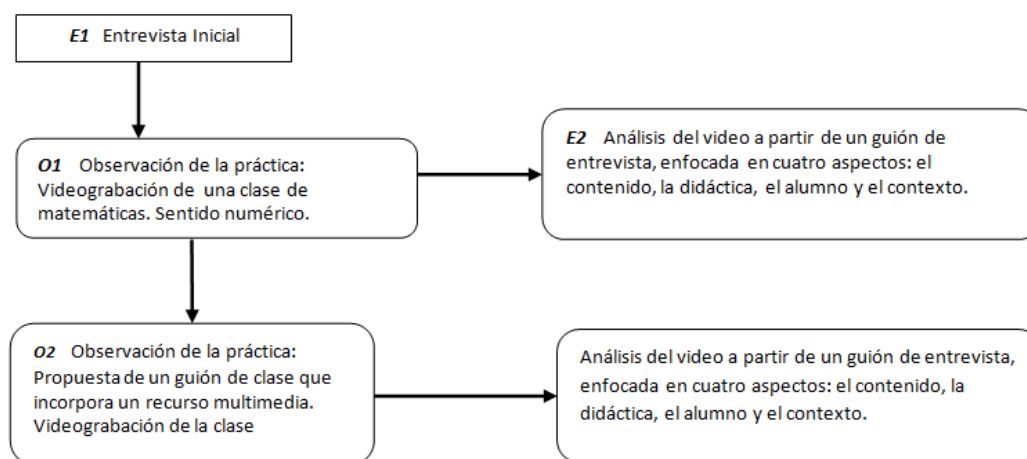 E1 Entrevista Inicial
O1 Observación de la práctica:
Videograbación de una clase de
matemáticas. Sentido numérico.
E2 Análisis del video a partir de un guión de
entrevista, enfocada en cuatro aspectos: el
contenido, la didáctica, el alumno y el contexto.
O2 Observación de la práctica:
Propuesta de un guión de clase que
incorpora un recurso multimedia.
Videograbación de la clase
Análisis del video a partir de un guión de entrevista,
enfocada en cuatro aspectos: el contenido, la
didáctica, el alumno y el contexto.